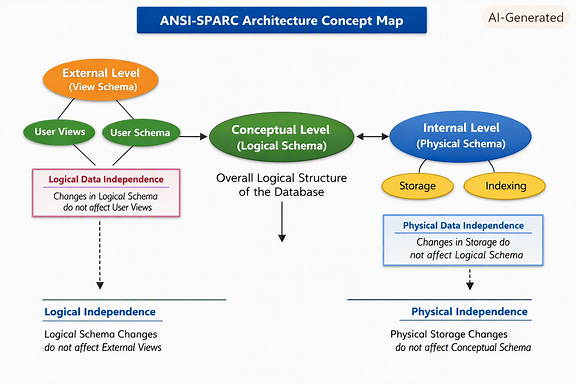 ANSI-SPARC Architecture Concept Map
AI-Generated
External Level
(View Schema)
User Views
User Schema
Conceptual Level
(Logical Schema)
Internal Level
(Physical Schema)
Overall Logical Structure
of the Database
Storage
Indexing
Logical Data Independence
Changes in Logical Schema
do not affect User Views
Physical Data Independence
Changes in Storage do
not affect Logical Schema
Logical Independence
Logical Schema Changes
do not affect External Views
Physical Independence
Physical Storage Changes
do not affect Conceptual Schema